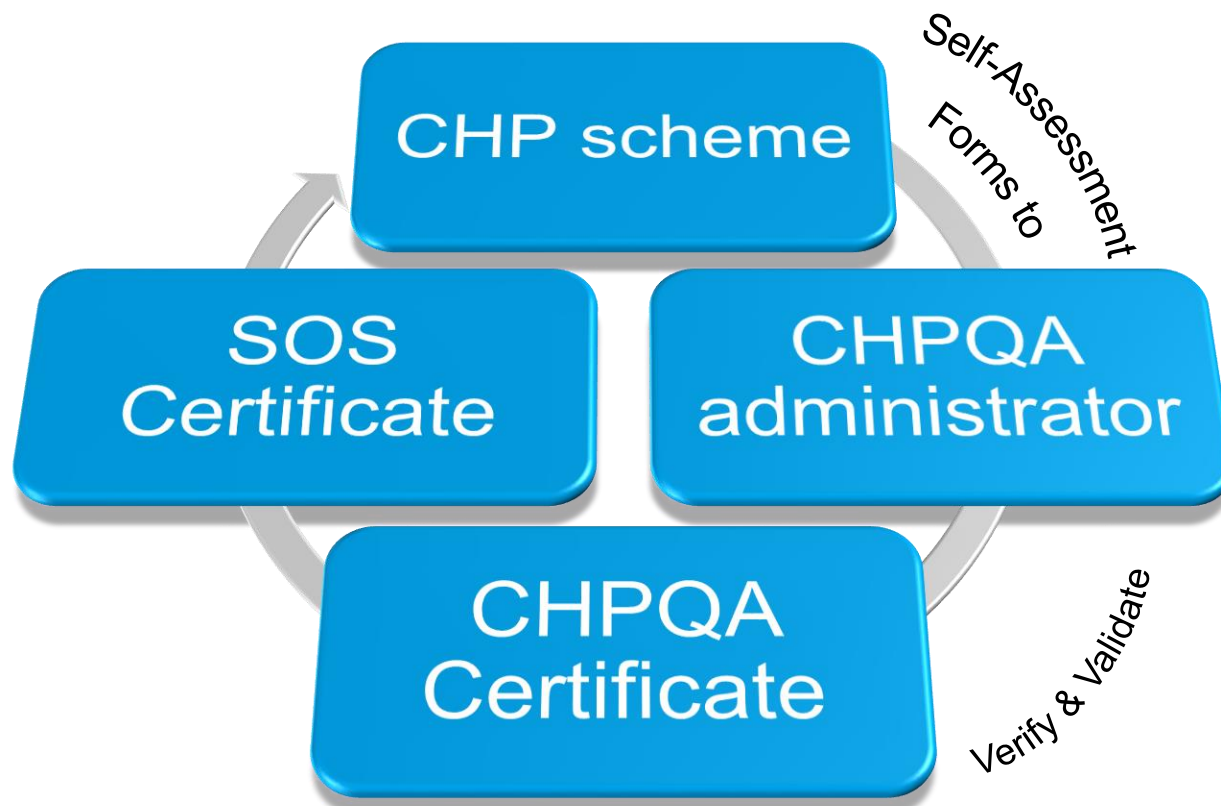 CHP scheme
Self-Assessment
Forms to
CHPQA
administrator
Verify & Validate
CHPQA
Certificate
SOS
Certificate